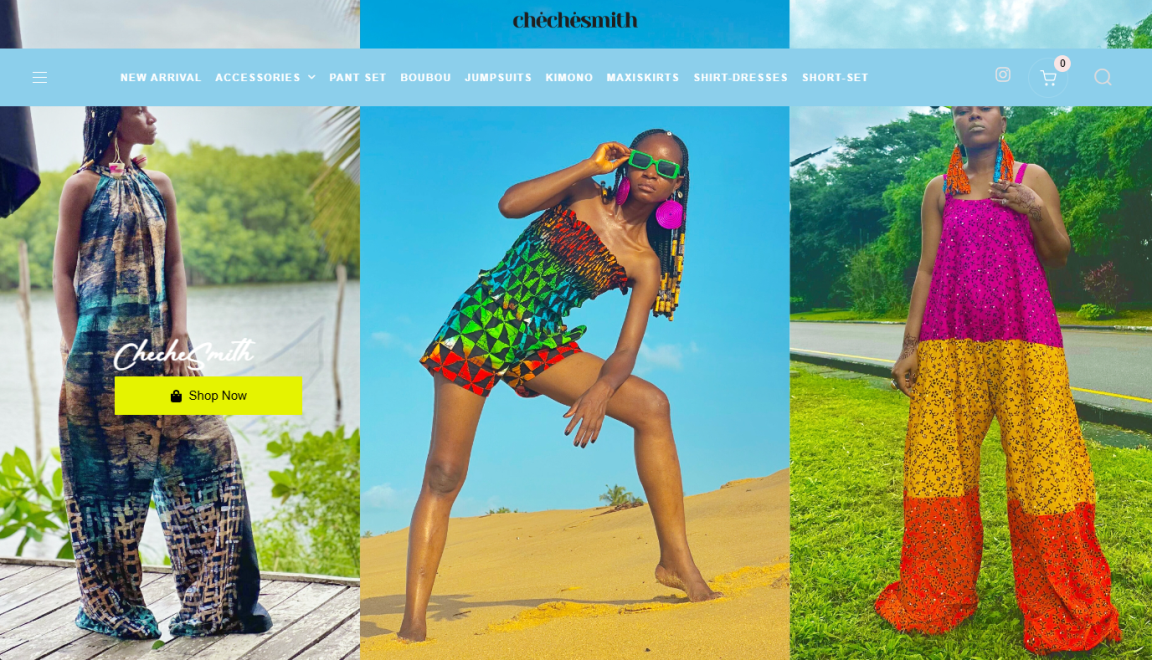 chéchésmith
NEW ARRIVAL ACCESSORIES PANT SET BOUBOU JUMPSUITS KIMONO MAXISKIRTS SHIRT-DRESSES SHORT-SET
0
ChecheSmith
Shop Now